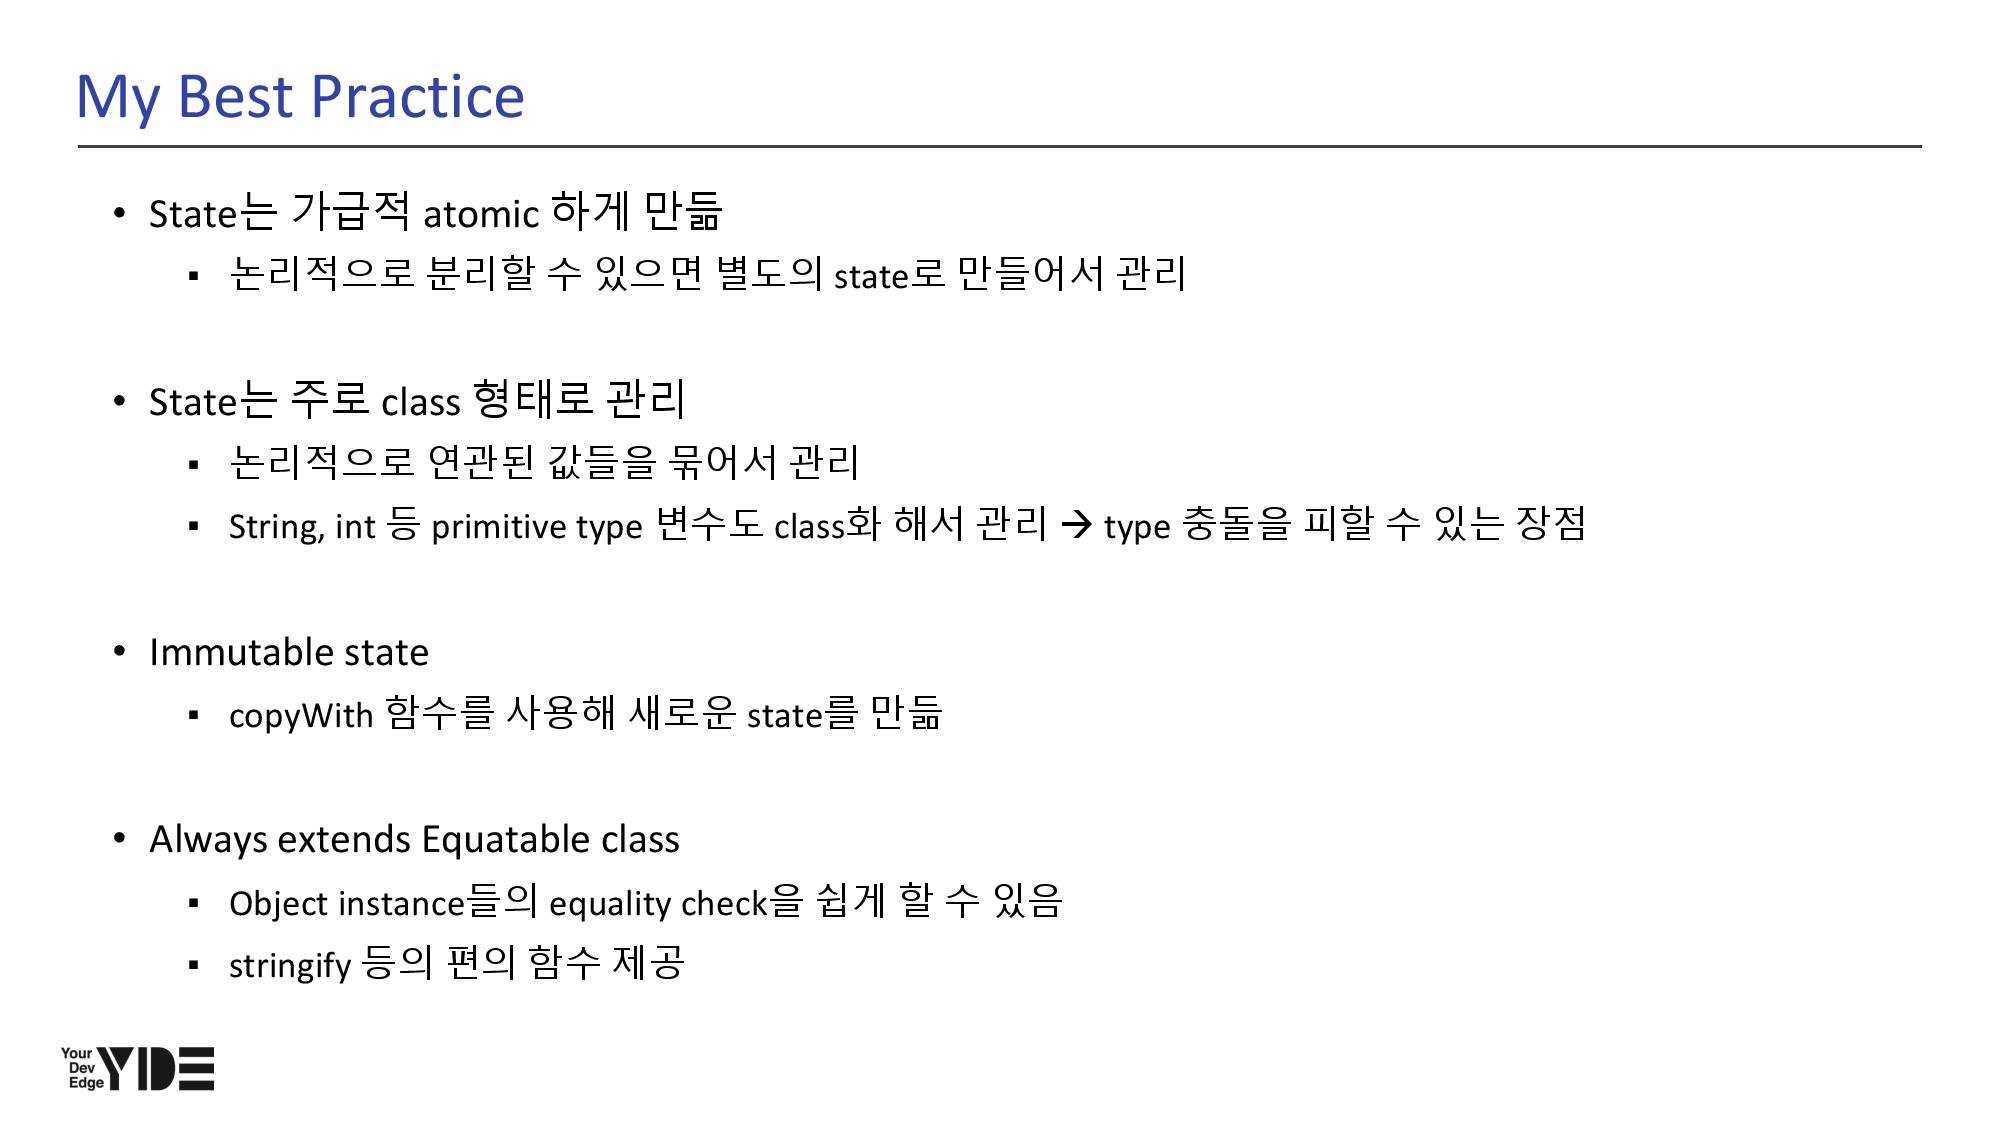 My Best Practice
• State는 가급적 atomic 하게 만듦
▪ 논리적으로 분리할 수 있으면 별도의 state로 만들어서 관리
• State는 주로 class 형태로 관리
▪ 논리적으로 연관된 값들을 묶어서 관리
▪ String, int 등 primitive type 변수도 class화 해서 관리 → type 충돌을 피할 수 있는 장점
• Immutable state
▪ copyWith 함수를 사용해 새로운 state를 만듦
• Always extends Equatable class
▪ Object instance들의 equality check을 쉽게 할 수 있음
▪ stringify 등의 편의 함수 제공
Your
Dev
Edge
YDE